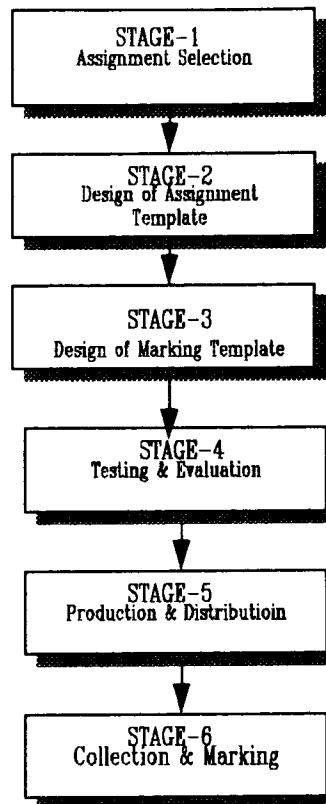 STAGE-1
Assignment Selection
STAGE-2
Design of Assignment
Template
STAGE-3
Design of Marking Template
STAGE-4
Testing & Evaluation
STAGE-5
Production & Distributioin
STAGE-6
Collection & Marking